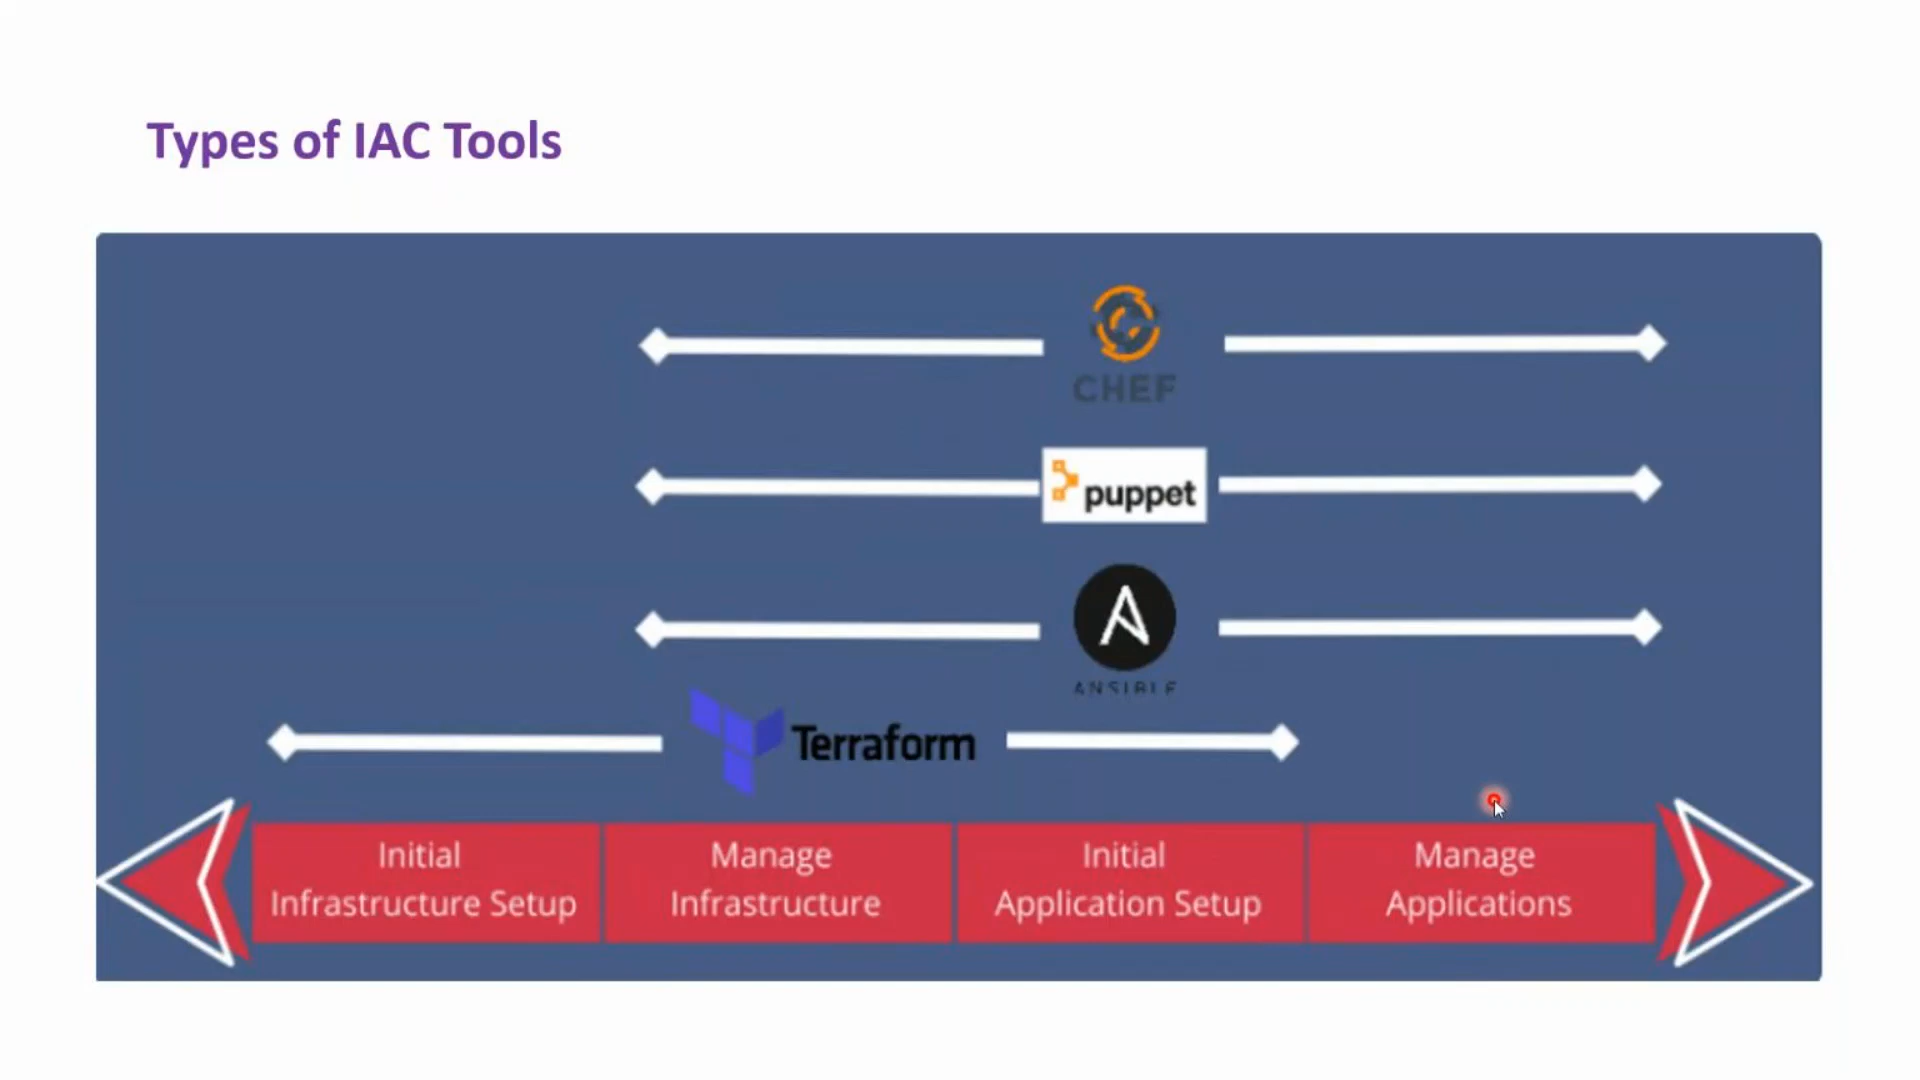 Types of IAC Tools
CHEF
puppet
ANSIBLE
Terraform
Initial
Infrastructure Setup
Manage
Infrastructure
Initial
Application Setup
Manage
Applications